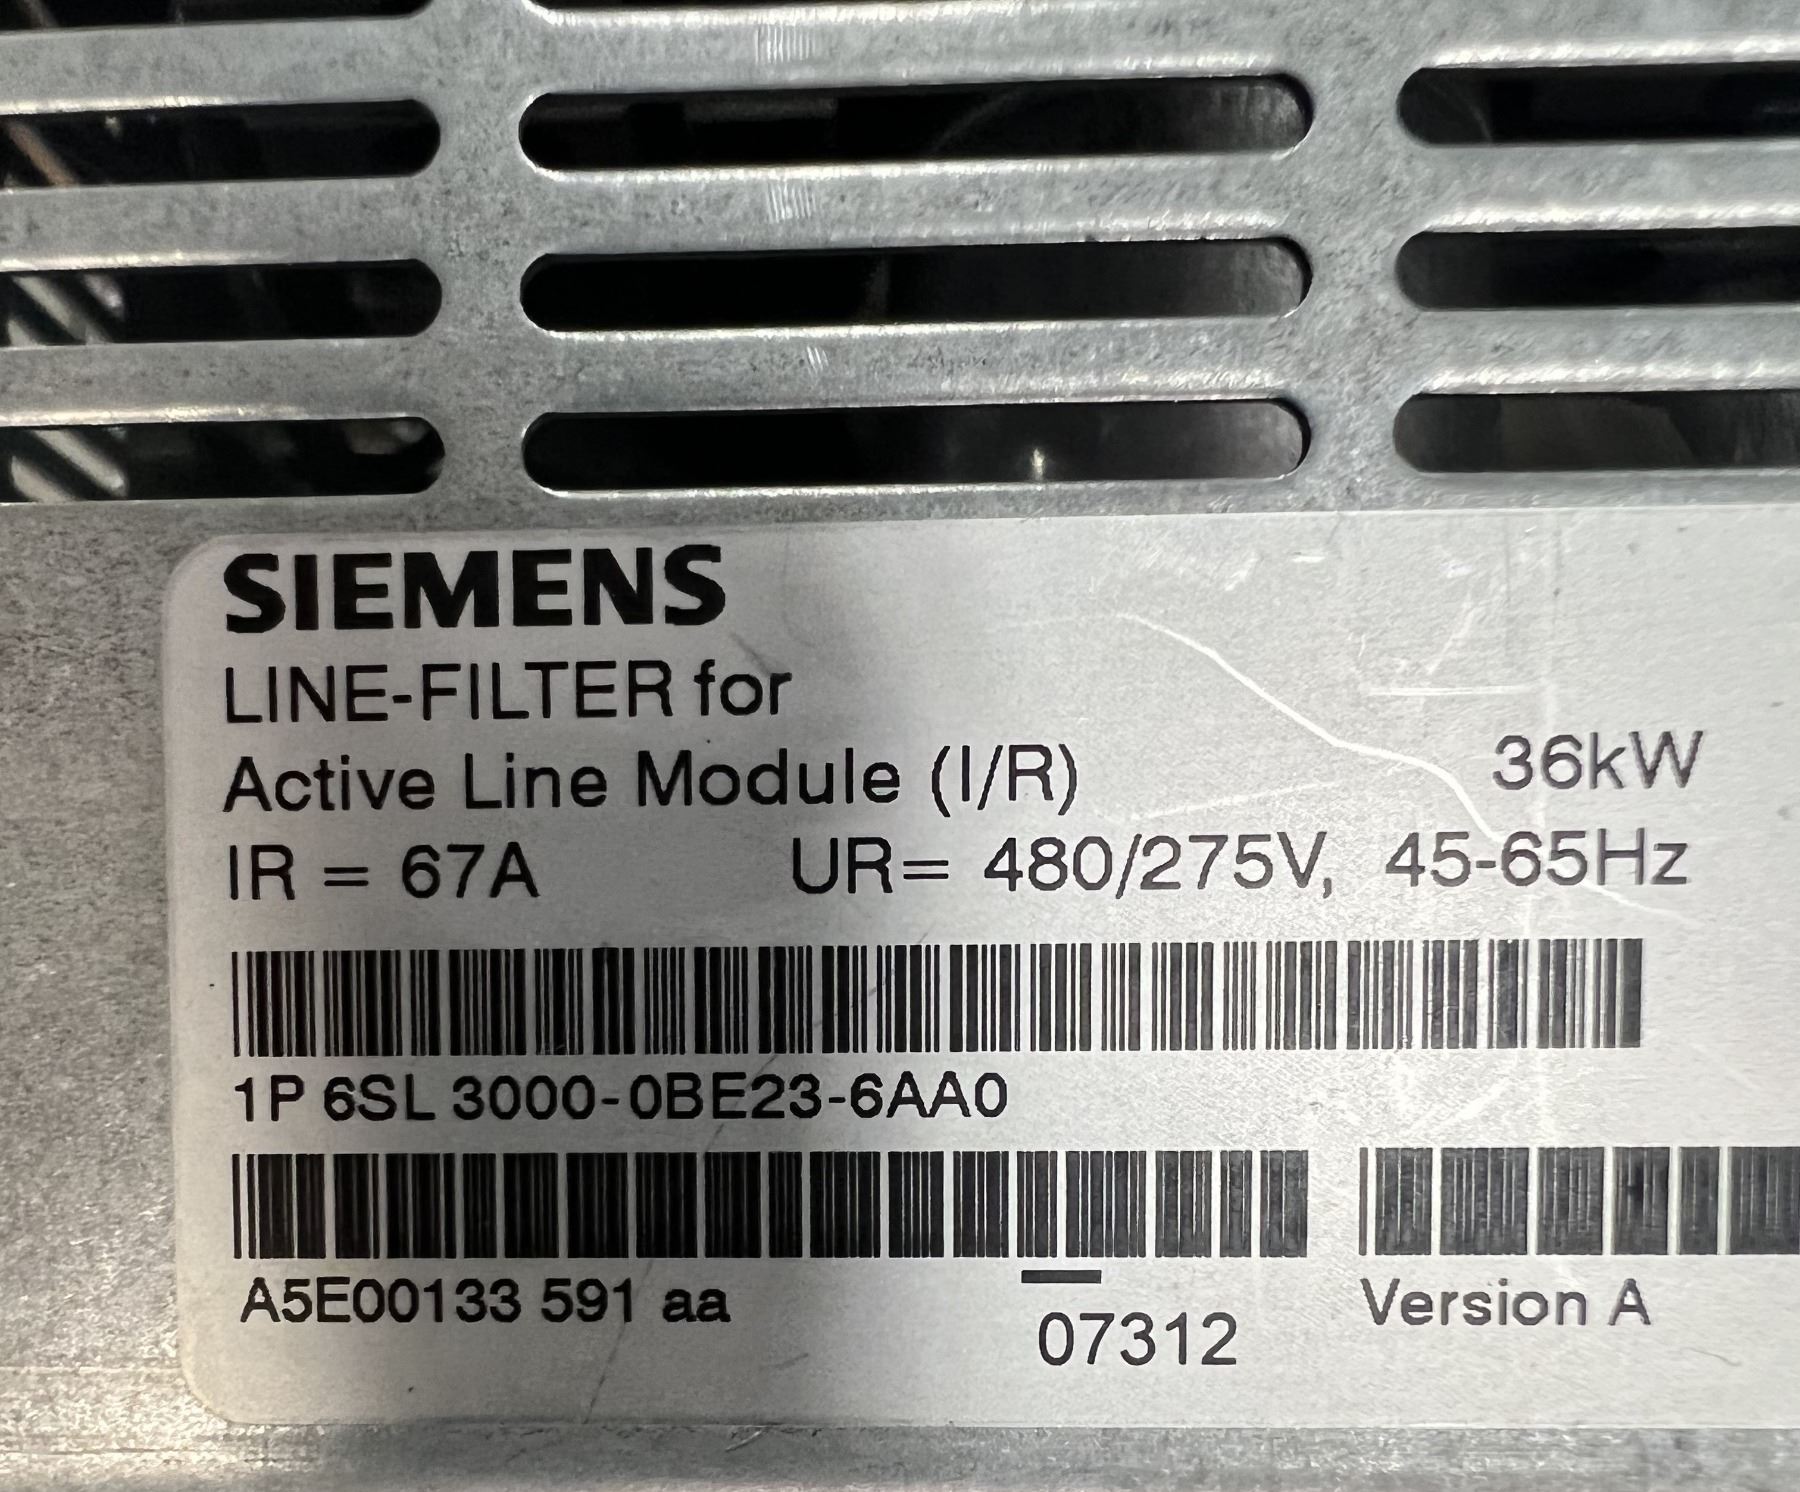 SIEMENS
LINE-FILTER for
Active Line Module (I/R) 36kW
IR = 67A UR= 480/275V, 45-65Hz
1P 6SL 3000-0BE23-6AA0
A5E00133 591 aa
07312
Version A